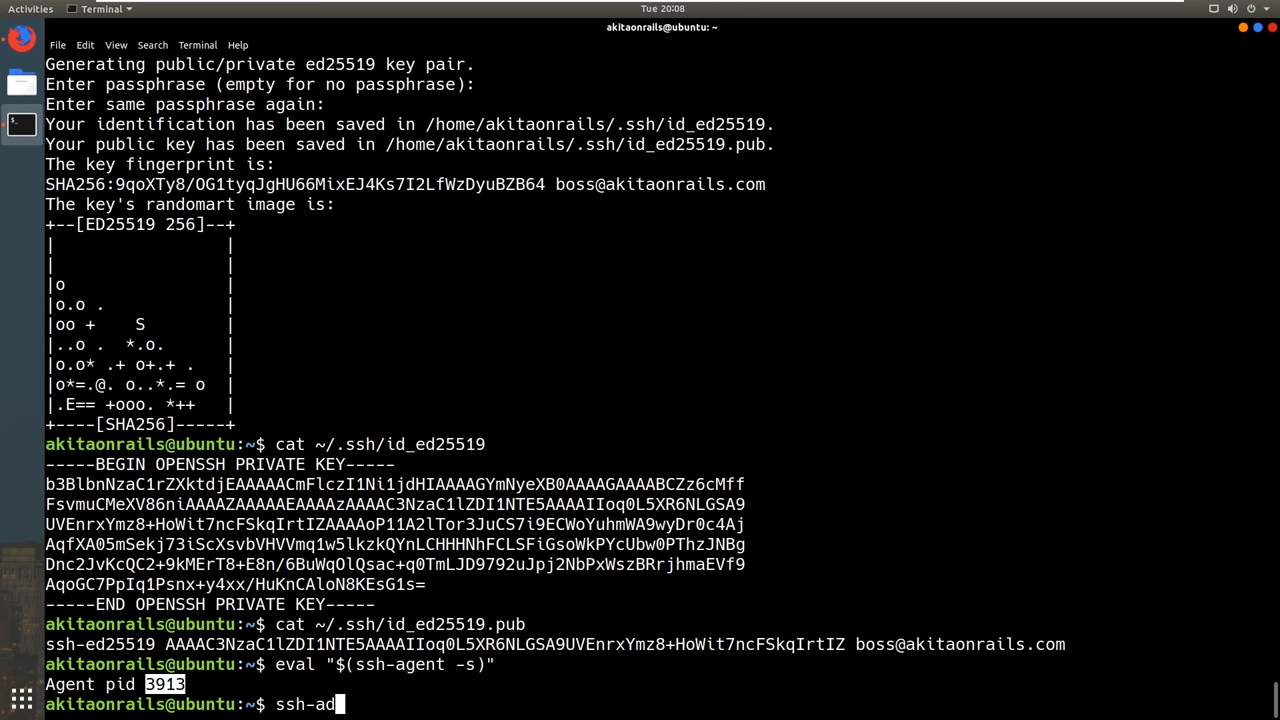 Activities Terminal Tue 20:08
akitaonrails@ubuntu: ~
File Edit View Search Terminal Help
Generating public/private ed25519 key pair.
Enter passphrase (empty for no passphrase):
Enter same passphrase again:
Your identification has been saved in /home/akitaonrails/.ssh/id_ed25519.
Your public key has been saved in /home/akitaonrails/.ssh/id_ed25519.pub.
The key fingerprint is:
SHA256:9qoXTy8/OG1tyqJgHU66MixEJ4Ks7I2LfWzDyuBZB64 boss@akitaonrails.com
The key's randomart image is:
+--[ED25519 256]--+
|                 |
|                 |
|o                |
|o.o .            |
|oo +    S        |
|..o .  *.o.      |
|o.o* .+ o+.+ .   |
|o*=.@. o..*.= o  |
|.E== +ooo. *++   |
+----[SHA256]-----+
akitaonrails@ubuntu:~$ cat ~/.ssh/id_ed25519
-----BEGIN OPENSSH PRIVATE KEY-----
b3BlbnNzaC1rZXktdjEAAAAACmFlczI1Ni1jdHIAAAAGYmNyeXB0AAAAGAAAABCZz6cMff
FsvmuCMeXV86niAAAAZAAAAAEAAAAzAAAAC3NzaC1lZDI1NTE5AAAAIIoq0L5XR6NLGSA9
UVEnrxYmz8+HoWit7ncFSkqIrtIZAAAAoP11A2lTor3JuCS7i9ECWoYuhmWA9wyDr0c4Aj
AqfXA05mSekj73iScXsvbVHVVmq1w5lkzkQYnLCHHHNhFCLSFiGsoWkPYcUbw0PThzJNBg
Dnc2JvKcQC2+9kMErT8+E8n/6BuWqOlQsac+q0TmLJD9792uJpj2NbPxWszBRrjhmaEVf9
AqoGC7PpIq1Psnx+y4xx/HuKnCAloN8KEsG1s=
-----END OPENSSH PRIVATE KEY-----
akitaonrails@ubuntu:~$ cat ~/.ssh/id_ed25519.pub
ssh-ed25519 AAAAC3NzaC1lZDI1NTE5AAAAIIoq0L5XR6NLGSA9UVEnrxYmz8+HoWit7ncFSkqIrtIZ boss@akitaonrails.com
akitaonrails@ubuntu:~$ eval "$(ssh-agent -s)"
Agent pid 3913
akitaonrails@ubuntu:~$ ssh-ad